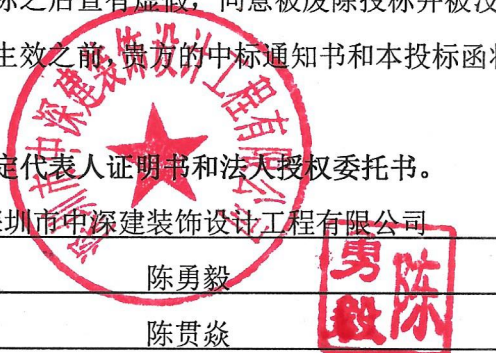 标之后查有虚假，同意被废除投标并被没
生效之前，贵方的中标通知书和本投标函将
定代表人证明书和法人授权委托书。
深圳市中深建装饰设计工程有限公司
陈勇毅
陈贯焱
深圳市中深建装饰设计工程有限公司
陈勇毅